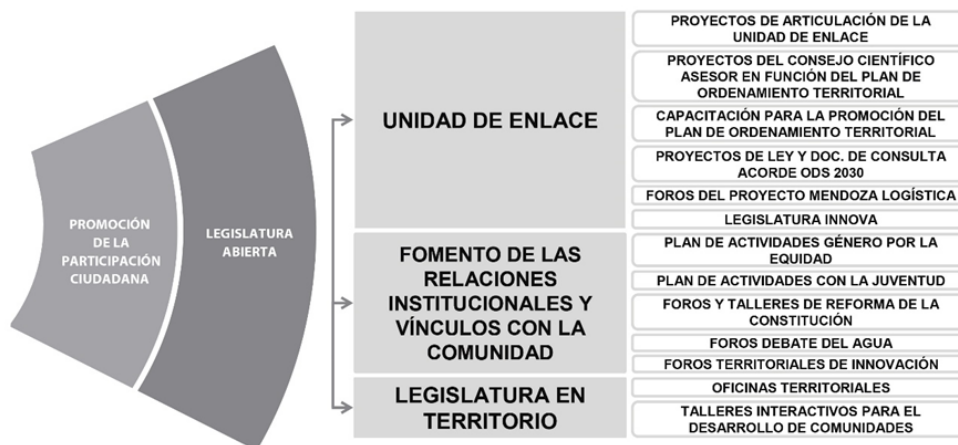 PROMOCIÓN
DE LA
PARTICIPACIÓN
CIUDADANA
LEGISLATURA
ABIERTA
UNIDAD DE ENLACE
PROYECTOS DE ARTICULACIÓN DE LA
UNIDAD DE ENLACE
PROYECTOS DEL CONSEJO CIENTÍFICO
ASESOR EN FUNCIÓN DEL PLAN DE
ORDENAMIENTO TERRITORIAL
CAPACITACIÓN PARA LA PROMOCIÓN DEL
PLAN DE ORDENAMIENTO TERRITORIAL
PROYECTOS DE LEY Y DOC. DE CONSULTA
ACORDE ODS 2030
FOROS DEL PROYECTO MENDOZA LOGÍSTICA
LEGISLATURA INNOVA
FOMENTO DE LAS
RELACIONES
INSTITUCIONALES Y
VÍNCULOS CON LA
COMUNIDAD
PLAN DE ACTIVIDADES GÉNERO POR LA
EQUIDAD
PLAN DE ACTIVIDADES CON LA JUVENTUD
FOROS Y TALLERES DE REFORMA DE LA
CONSTITUCIÓN
FOROS DEBATE DEL AGUA
FOROS TERRITORIALES DE INNOVACIÓN
LEGISLATURA EN
TERRITORIO
OFICINAS TERRITORIALES
TALLERES INTERACTIVOS PARA EL
DESARROLLO DE COMUNIDADES